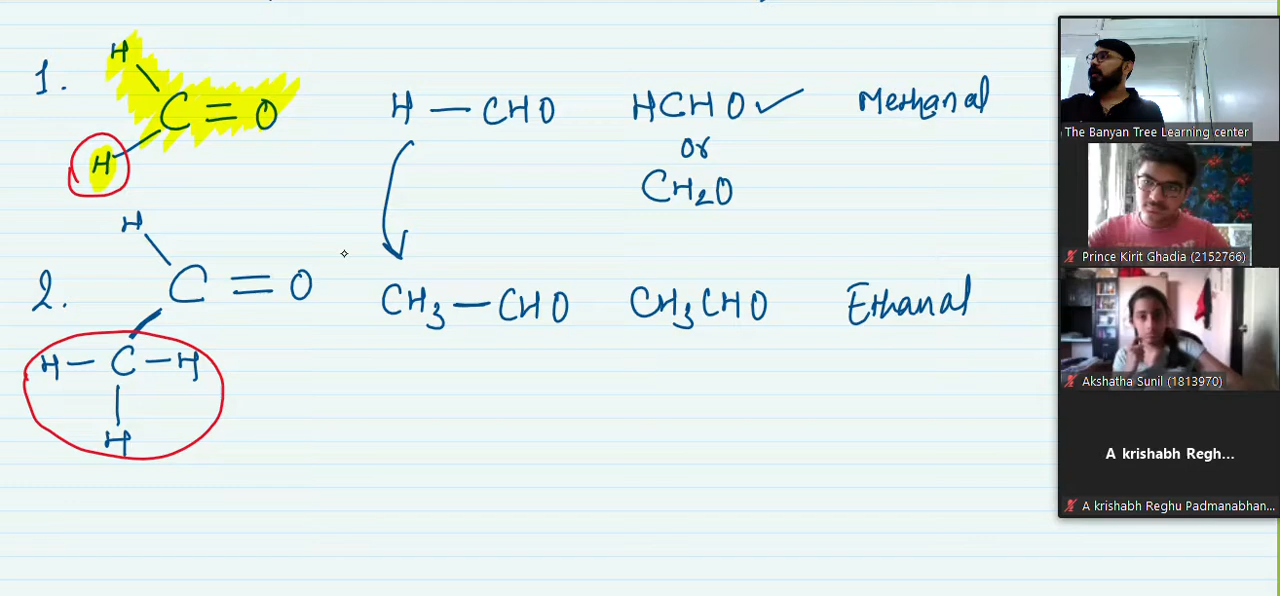 1.
H
C = O
H
H — CHO
HCHO ✓
or
CH₂O
Methanal
2.
H
C = O
H — C — H
H
CH₃ — CHO
CH₃CHO
Ethanal
The Banyan Tree Learning center
Prince Kirit Ghadia (2152766)
Akshatha Sunil (1813970)
A krishabh Regh...
A krishabh Reghu Padmanabhan...